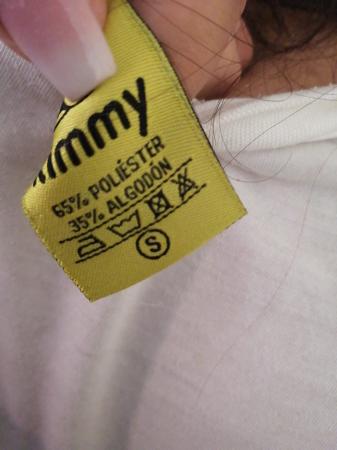 65% POLIÉSTER
35% ALGODÓN
S